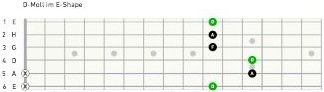 D-Moll im E-Shape
1 E D
2 H A
3 G F
4 D D
5 A X A
6 E X D